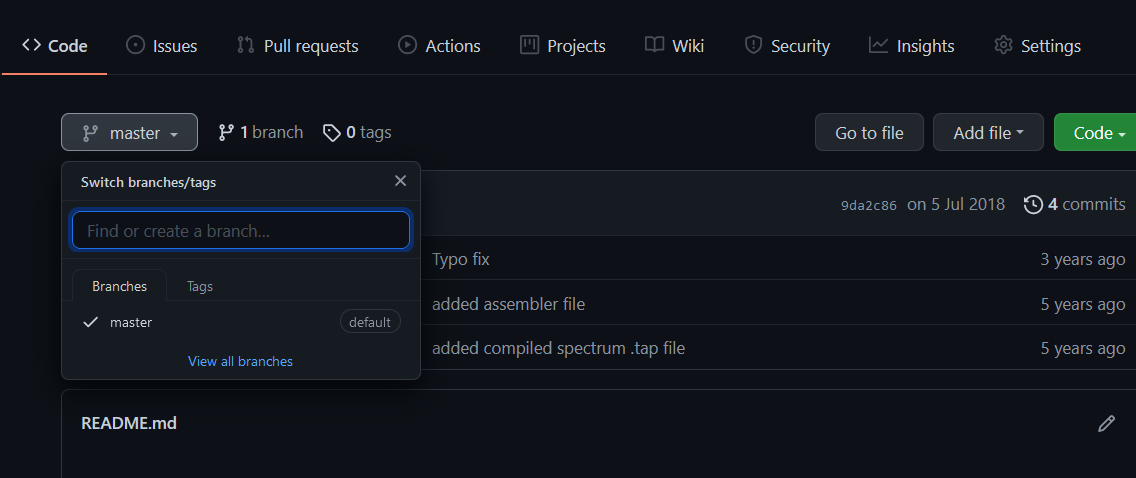 Code Issues Pull requests Actions Projects Wiki Security Insights Settings
master 1 branch 0 tags Go to file Add file Code
Switch branches/tags
9da2c86 on 5 Jul 2018 4 commits
Find or create a branch...
Typo fix 3 years ago
Branches Tags
added assembler file 5 years ago
master default
added compiled spectrum .tap file 5 years ago
View all branches
README.md